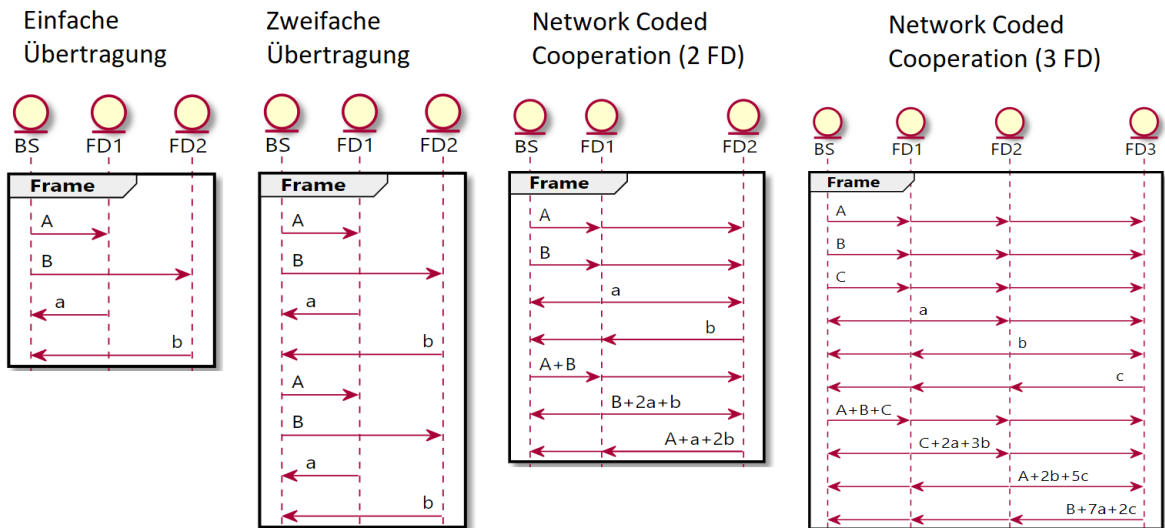 Einfache
Übertragung
BS
FD1
FD2
Frame
A
B
a
b
Zweifache
Übertragung
BS
FD1
FD2
Frame
A
B
a
b
A
B
a
b
Network Coded
Cooperation (2 FD)
BS
FD1
FD2
Frame
A
B
a
b
A+B
B+2a+b
A+a+2b
Network Coded
Cooperation (3 FD)
BS
FD1
FD2
FD3
Frame
A
B
C
a
b
c
A+B+C
C+2a+3b
A+2b+5c
B+7a+2c